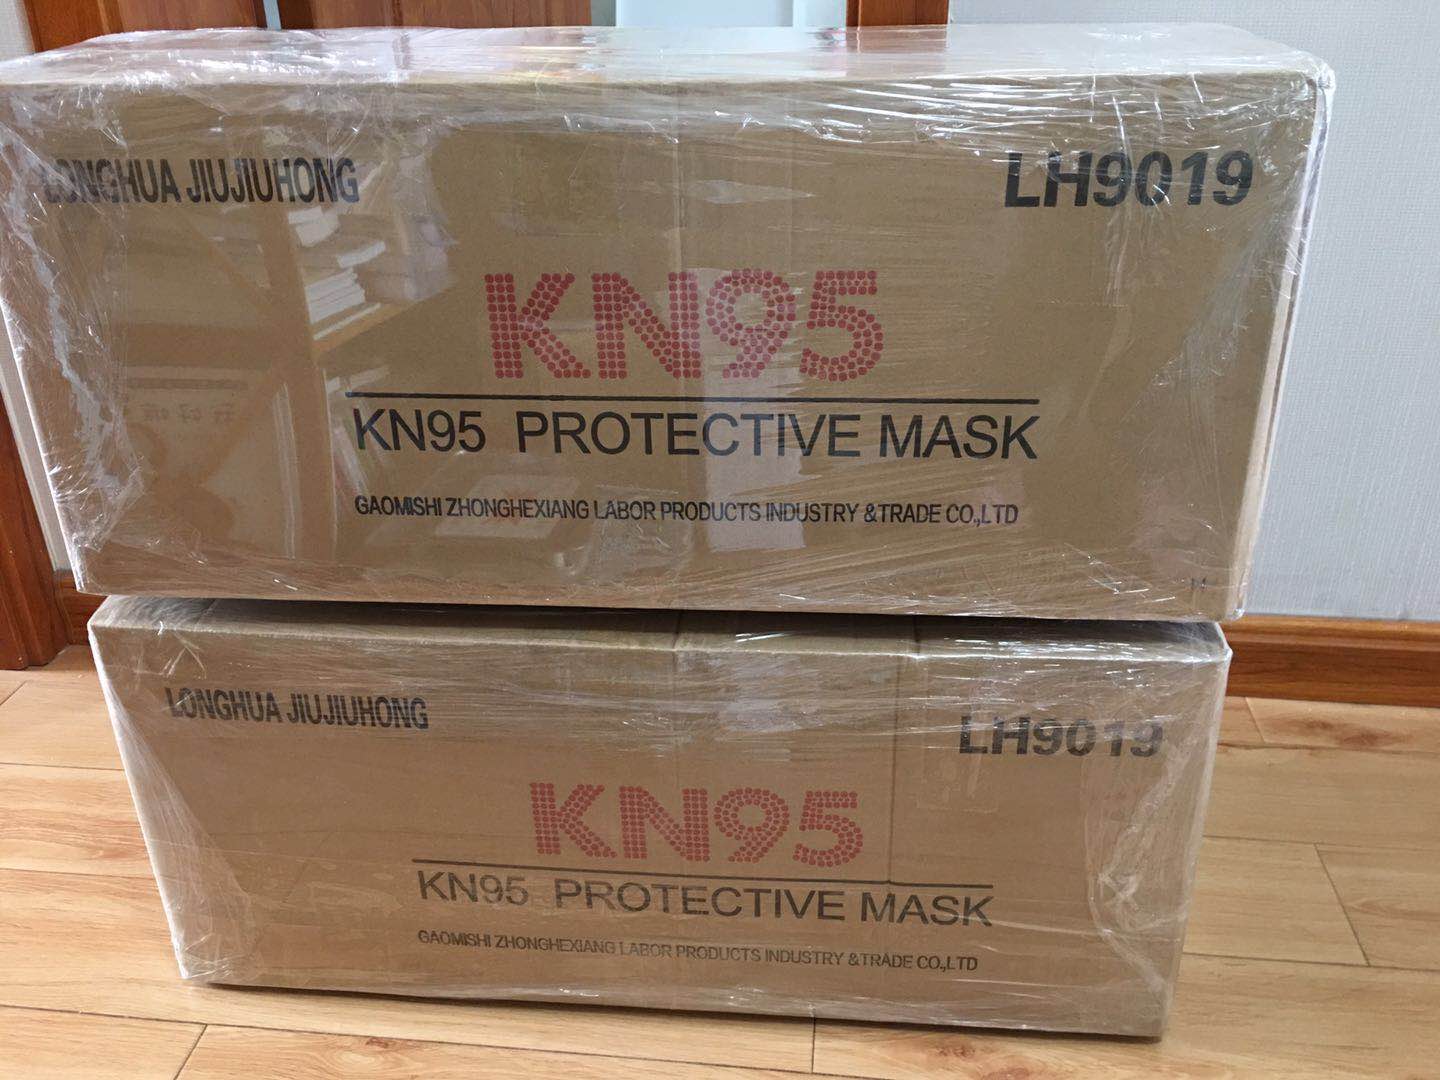 LONGHUA JIUJIUHONG
LH9019
KN95
KN95 PROTECTIVE MASK
GAOMISHI ZHONGHEXIANG LABOR PRODUCTS INDUSTRY &TRADE CO.,LTD
LONGHUA JIUJIUHONG
LH9019
KN95
KN95 PROTECTIVE MASK
GAOMISHI ZHONGHEXIANG LABOR PRODUCTS INDUSTRY &TRADE CO.,LTD